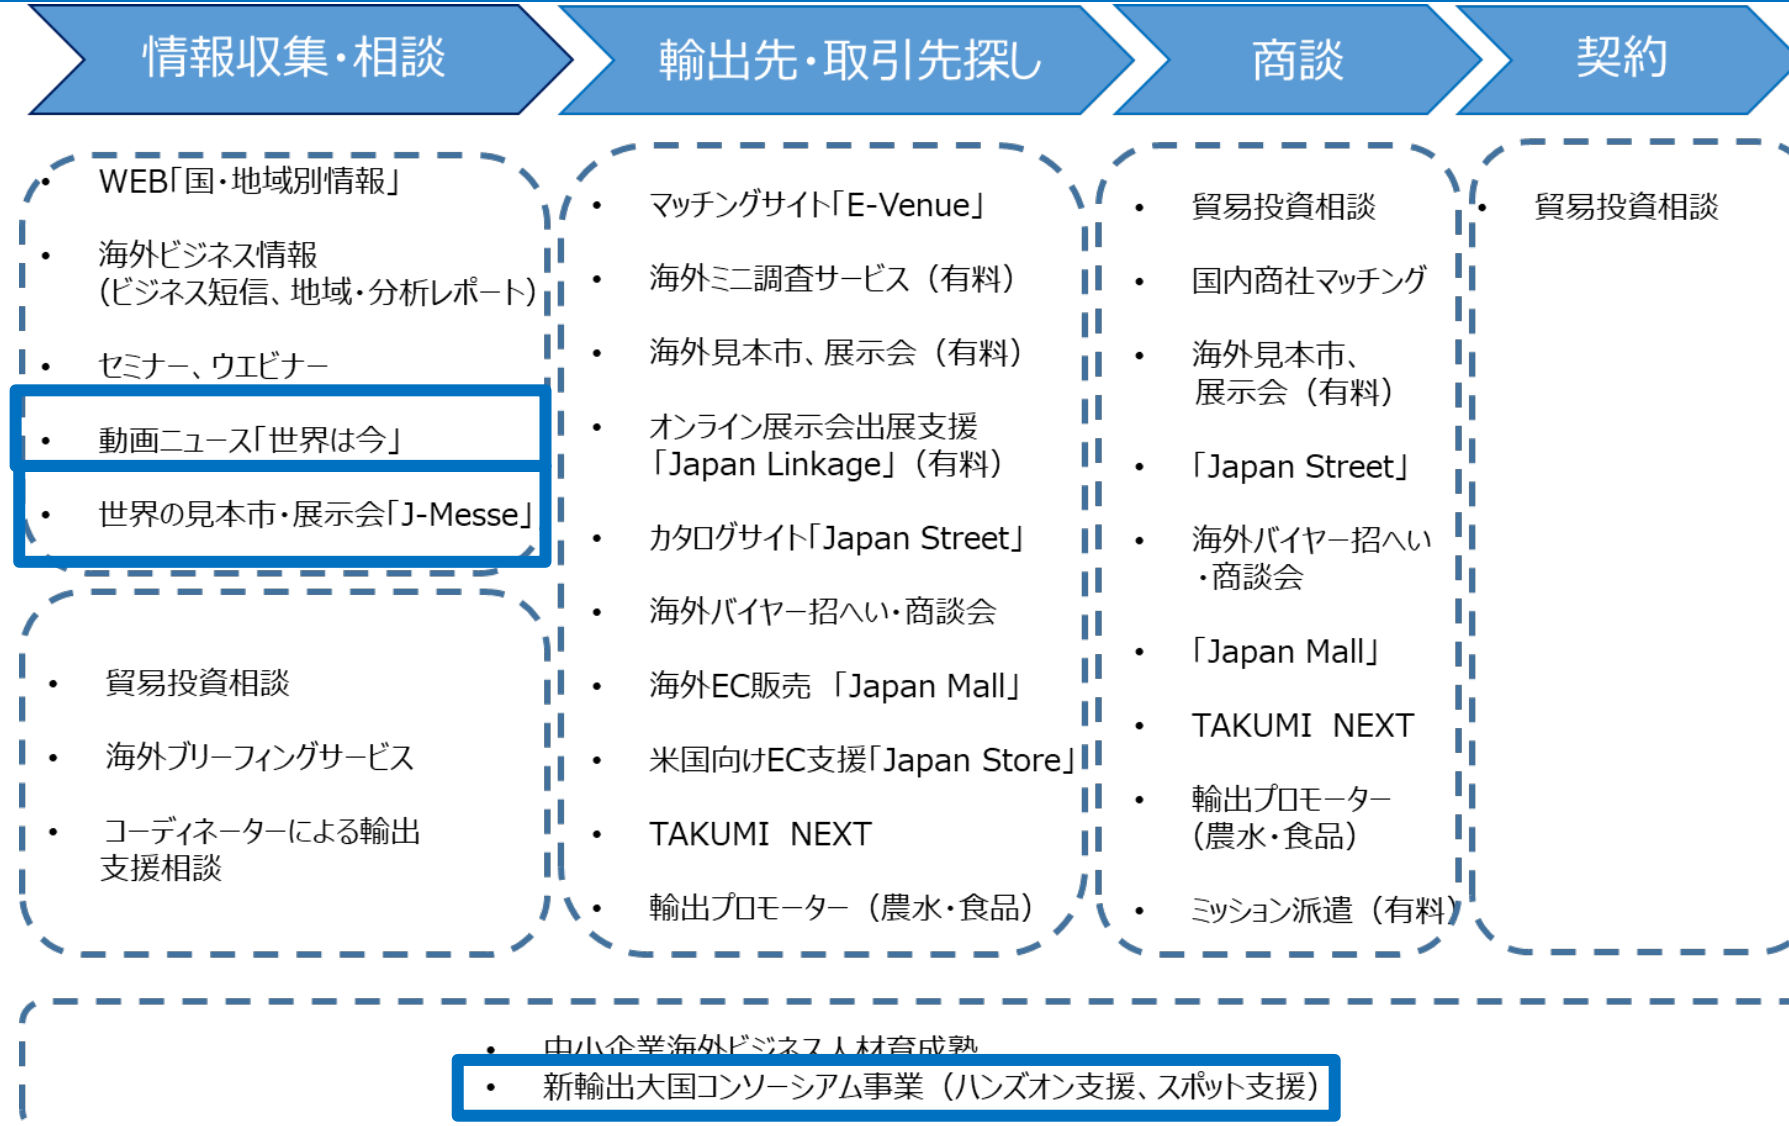 情報収集・相談
輸出先・取引先探し
商談
契約
• WEB「国・地域別情報」
• 海外ビジネス情報
(ビジネス短信、地域・分析レポート)
• セミナー、ウエビナー
• 動画ニュース「世界は今」
• 世界の見本市・展示会「J-Messe」
• 貿易投資相談
• 海外ブリーフィングサービス
• コーディネーターによる輸出
支援相談
• マッチングサイト「E-Venue」
• 海外ミニ調査サービス（有料）
• 海外見本市、展示会（有料）
• オンライン展示会出展支援
「Japan Linkage」（有料）
• カタログサイト「Japan Street」
• 海外バイヤー招へい・商談会
• 海外EC販売 「Japan Mall」
• 米国向けEC支援「Japan Store」
• TAKUMI NEXT
• 輸出プロモーター（農水・食品）
• 貿易投資相談
• 国内商社マッチング
• 海外見本市、
展示会（有料）
• 「Japan Street」
• 海外バイヤー招へい
・商談会
• 「Japan Mall」
• TAKUMI NEXT
• 輸出プロモーター
（農水・食品）
• ミッション派遣（有料）
• 貿易投資相談
• 中小企業海外ビジネス人材育成塾
• 新輸出大国コンソーシアム事業（ハンズオン支援、スポット支援）